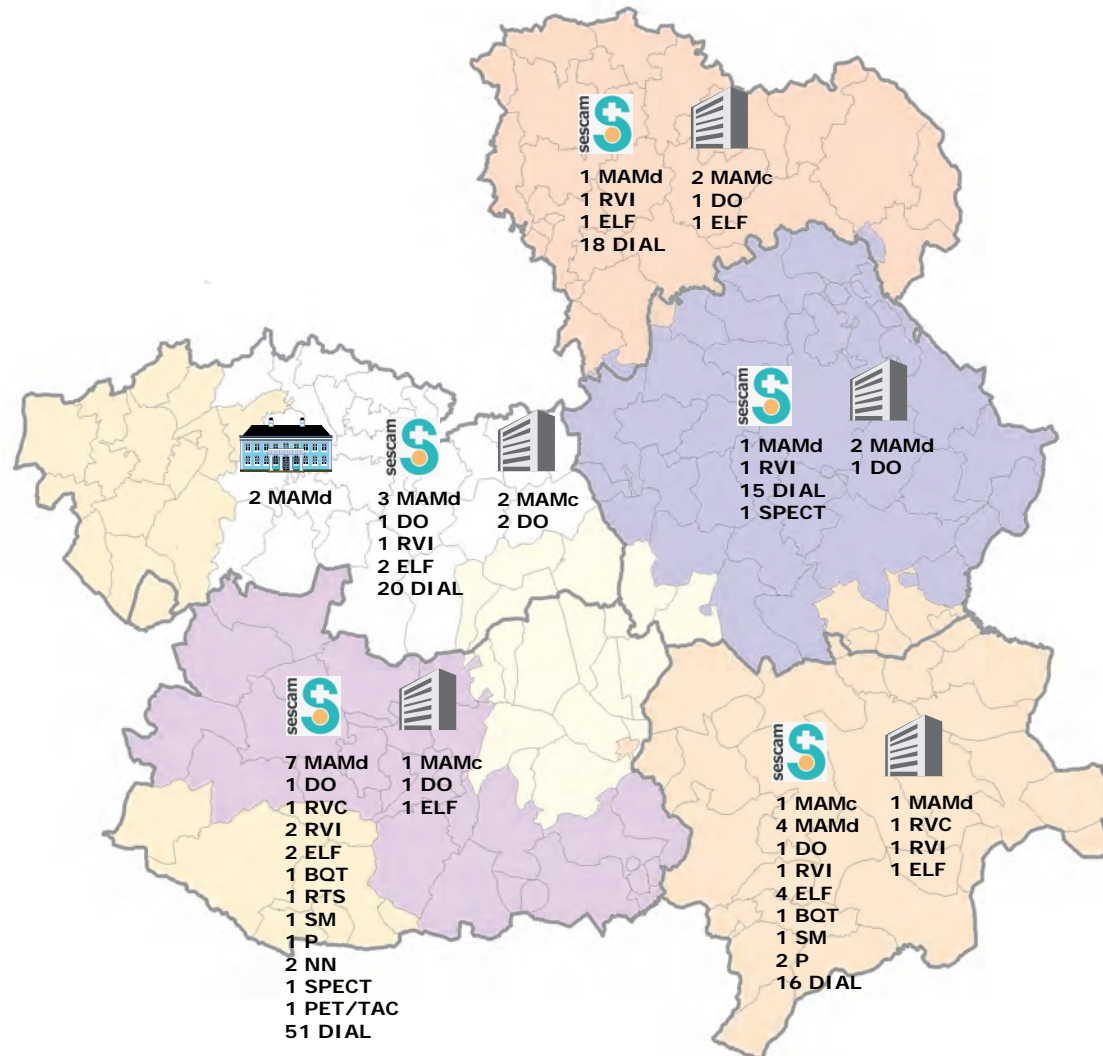 sescam
1 MAMd
1 RVI
1 ELF
18 DIAL
2 MAMc
1 DO
1 ELF
sescam
1 MAMd
1 RVI
15 DIAL
1 SPECT
2 MAMd
1 DO
2 MAMd
sescam
3 MAMd
1 DO
1 RVI
2 ELF
20 DIAL
2 MAMc
2 DO
sescam
7 MAMd
1 DO
1 RVC
2 RVI
2 ELF
1 BQT
1 RTS
1 SM
1 P
2 NN
1 SPECT
1 PET/TAC
51 DIAL
1 MAMc
1 DO
1 ELF
sescam
1 MAMc
4 MAMd
1 DO
1 RVI
4 ELF
1 BQT
1 SM
2 P
16 DIAL
1 MAMd
1 RVC
1 RVI
1 ELF